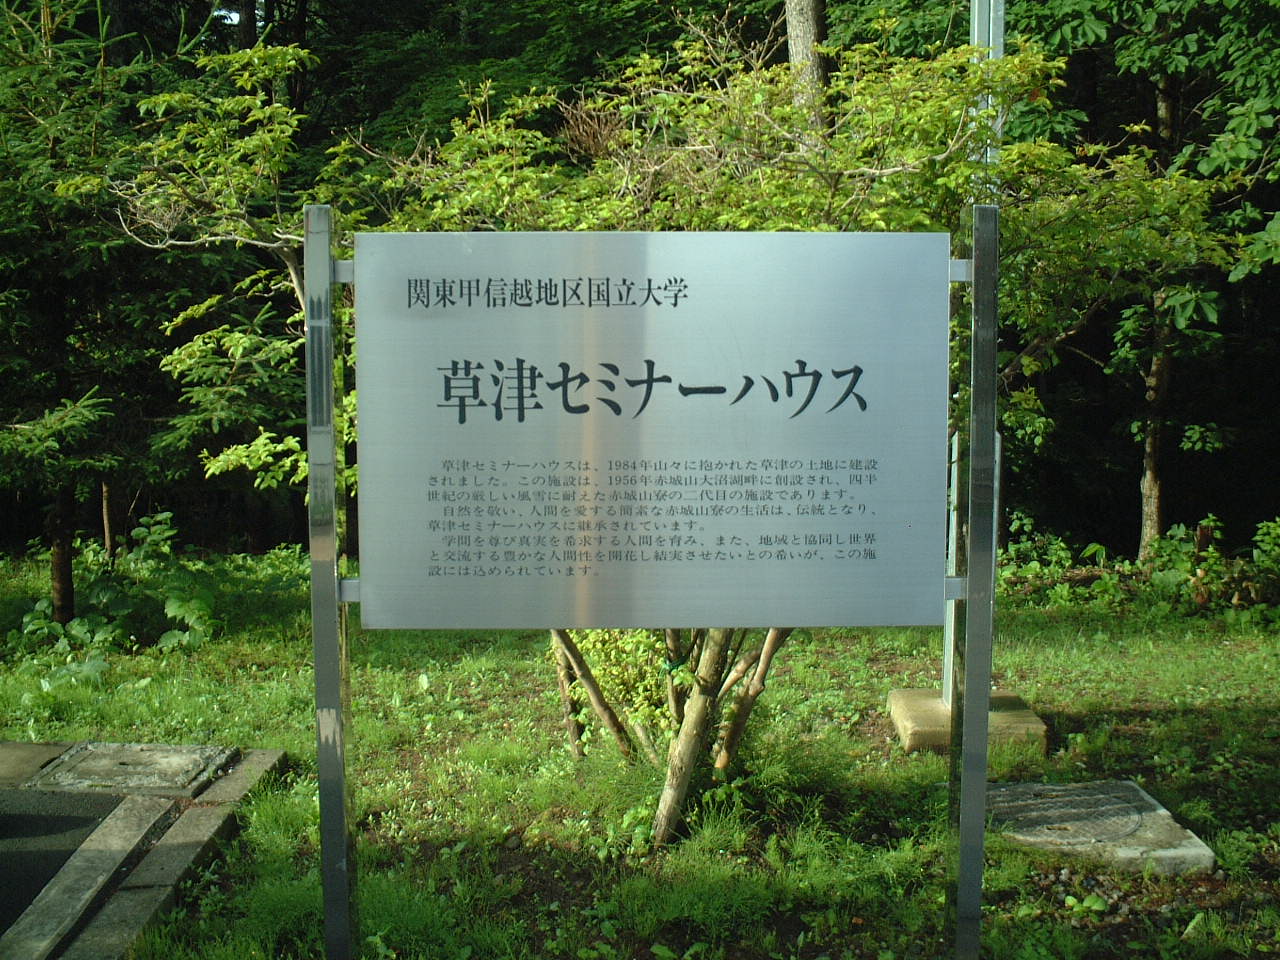 関東甲信越地区国立大学
草津セミナーハウス
草津セミナーハウスは、1984年山々に抱かれた草津の土地に建設
されました。この施設は、1956年赤城山大沼湖畔に創設され、四半
世紀の厳しい風雪に耐えた赤城山寮の二代目の施設であります。
自然を敬い、人間を愛する簡素な赤城山寮の生活は、伝統となり、
草津セミナーハウスに継承されています。
学問を尊び真実を希求する人間を育み、また、地域と協同し世界
と交流する豊かな人間性を開花し結実させたいとの希いが、この施
設には込められています。